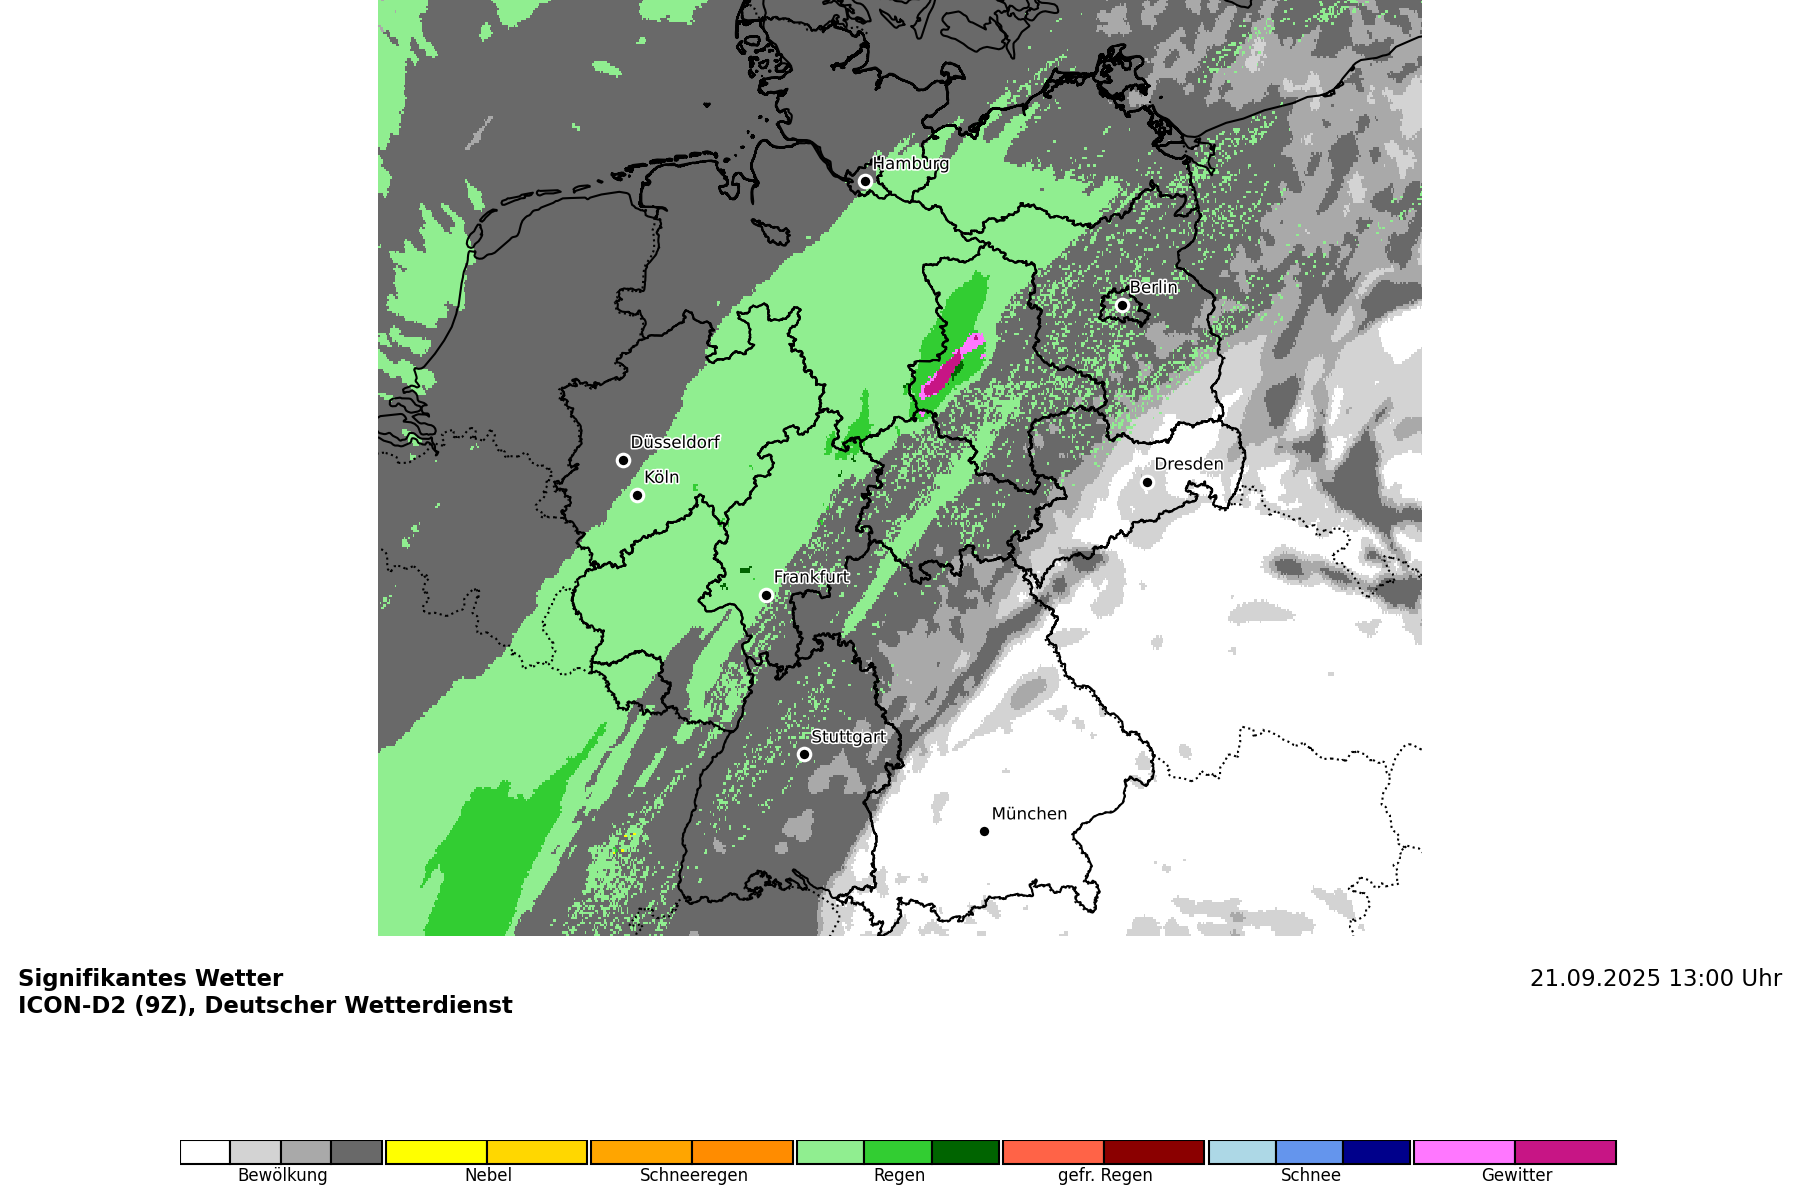 Hamburg
Berlin
Düsseldorf
Köln
Dresden
Frankfurt
Stuttgart
München
Signifikantes Wetter
21.09.2025 13:00 Uhr
ICON-D2 (9Z), Deutscher Wetterdienst
Bewölkung Nebel Schneeregen Regen gefr. Regen Schnee Gewitter